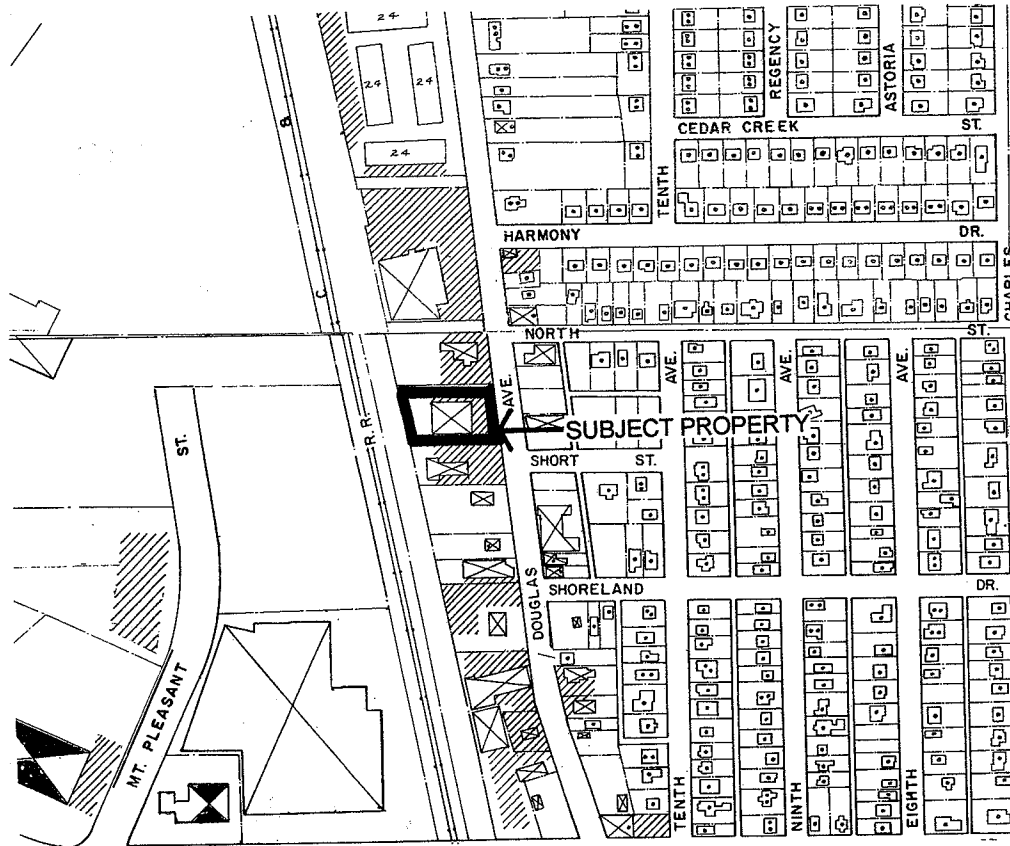 24
24
24
24
REGENCY
ASTORIA
CEDAR CREEK ST.
TENTH
HARMONY DR.
CHARLES
B
C.
R.R.
NORTH ST.
AVE.
AVE.
AVE.
AVE.
SUBJECT PROPERTY
SHORT ST.
ST.
DOUGLAS
SHORELAND DR.
MT. PLEASANT
TENTH
NINTH
EIGHTH